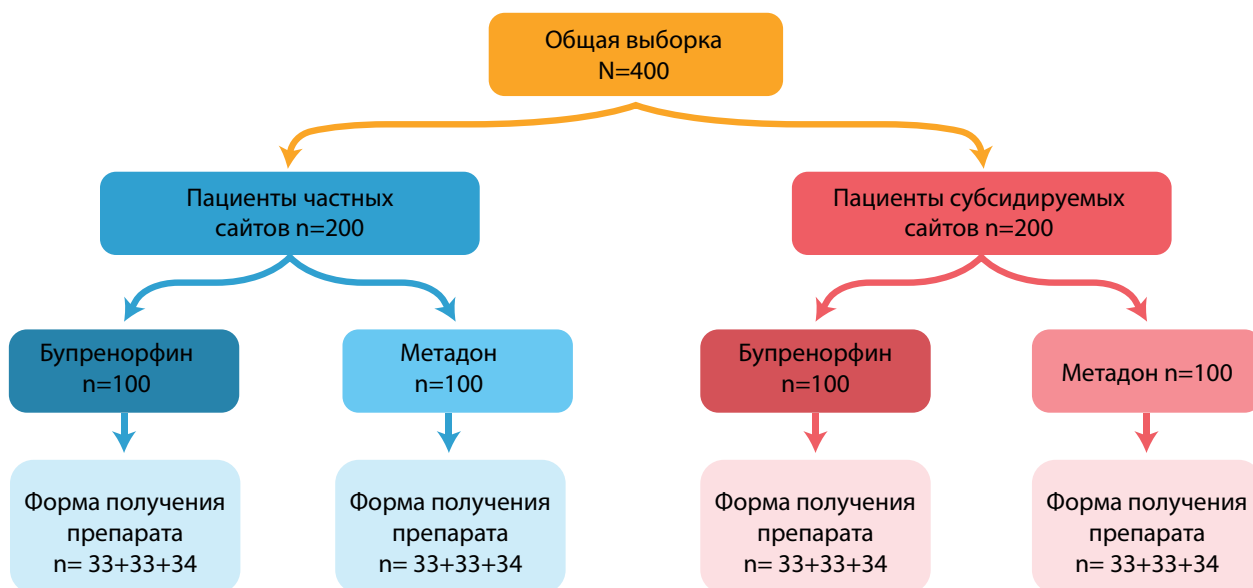 Общая выборка
N=400
Пациенты частных
сайтов n=200
Пациенты субсидируемых
сайтов n=200
Бупренорфин
n=100
Метадон
n=100
Бупренорфин
n=100
Метадон n=100
Форма получения
препарата
n= 33+33+34
Форма получения
препарата
n= 33+33+34
Форма получения
препарата
n= 33+33+34
Форма получения
препарата
n= 33+33+34